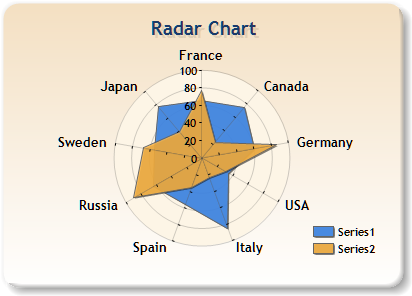 Radar Chart
France
Canada
Germany
USA
Italy
Spain
Russia
Sweden
Japan
100
80
60
40
20
0
Series1
Series2